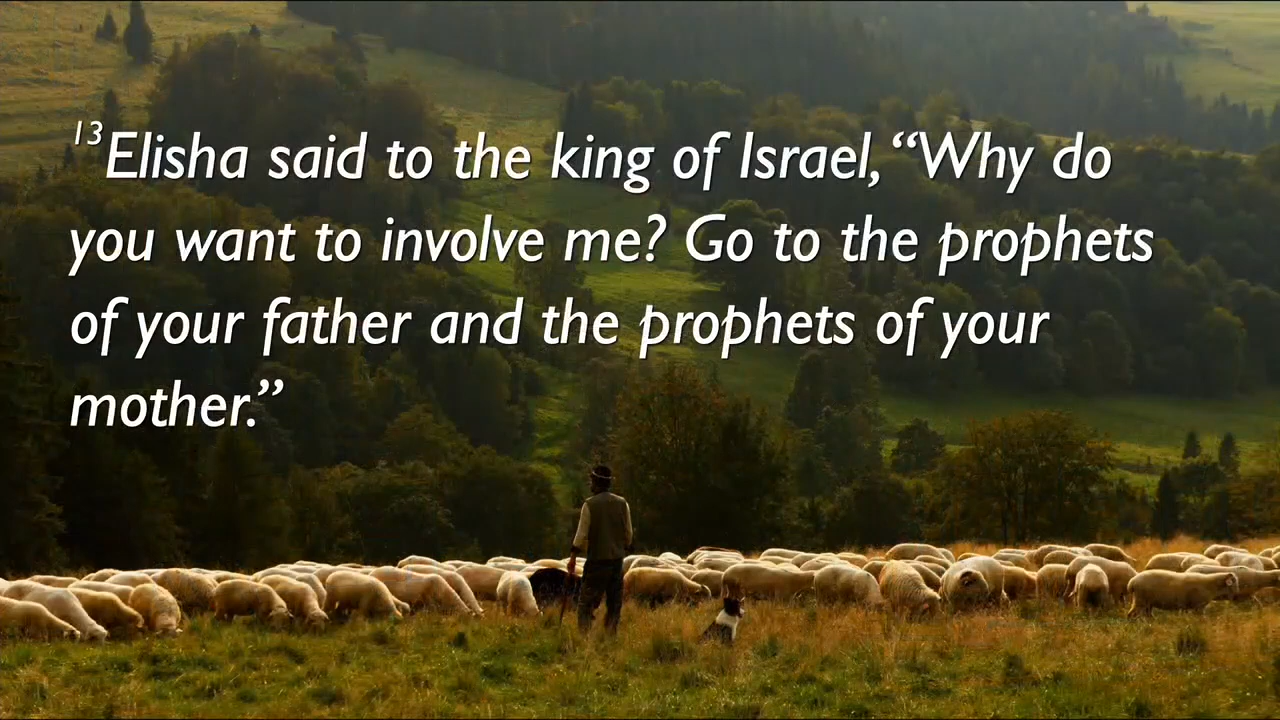 ¹³Elisha said to the king of Israel, “Why do
you want to involve me? Go to the prophets
of your father and the prophets of your
mother.”